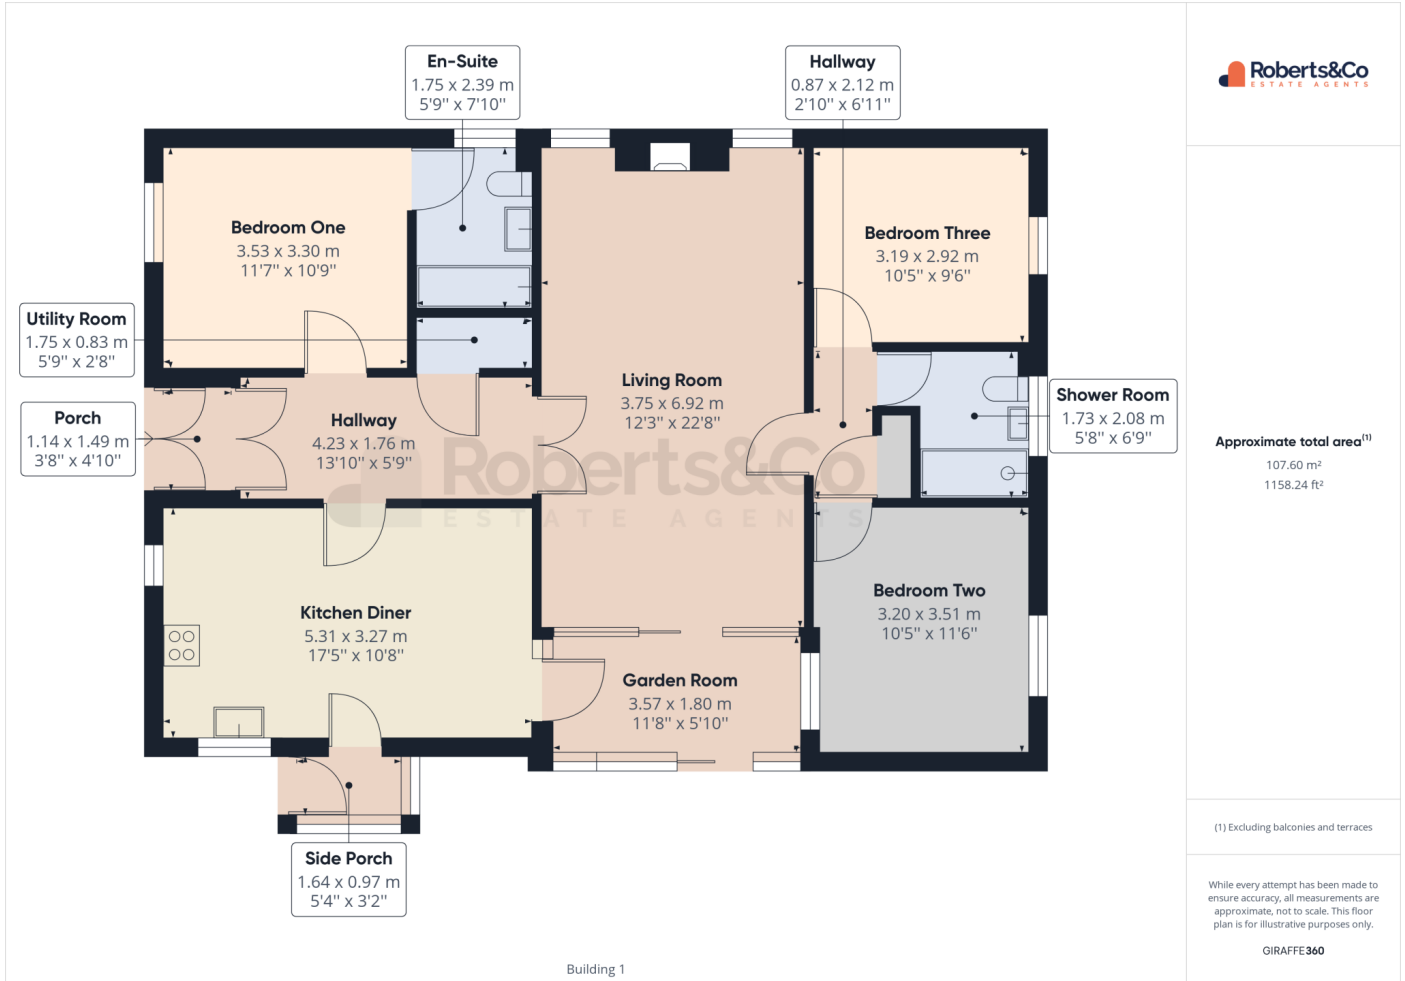 En-Suite
1.75 x 2.39 m
5'9" x 7'10"
Hallway
0.87 x 2.12 m
2'10" x 6'11"
Roberts&Co
ESTATE AGENTS
Bedroom One
3.53 x 3.30 m
11'7" x 10'9"
Bedroom Three
3.19 x 2.92 m
10'5" x 9'6"
Utility Room
1.75 x 0.83 m
5'9" x 2'8"
Living Room
3.75 x 6.92 m
12'3" x 22'8"
Shower Room
1.73 x 2.08 m
5'8" x 6'9"
Porch
1.14 x 1.49 m
3'8" x 4'10"
Hallway
4.23 x 1.76 m
13'10" x 5'9"
Roberts&Co
ESTATE AGENTS
Approximate total area(1)
107.60 m²
1158.24 ft²
Kitchen Diner
5.31 x 3.27 m
17'5" x 10'8"
Bedroom Two
3.20 x 3.51 m
10'5" x 11'6"
Garden Room
3.57 x 1.80 m
11'8" x 5'10"
Side Porch
1.64 x 0.97 m
5'4" x 3'2"
(1) Excluding balconies and terraces
While every attempt has been made to
ensure accuracy, all measurements are
approximate, not to scale. This floor
plan is for illustrative purposes only.
GIRAFFE360
Building 1